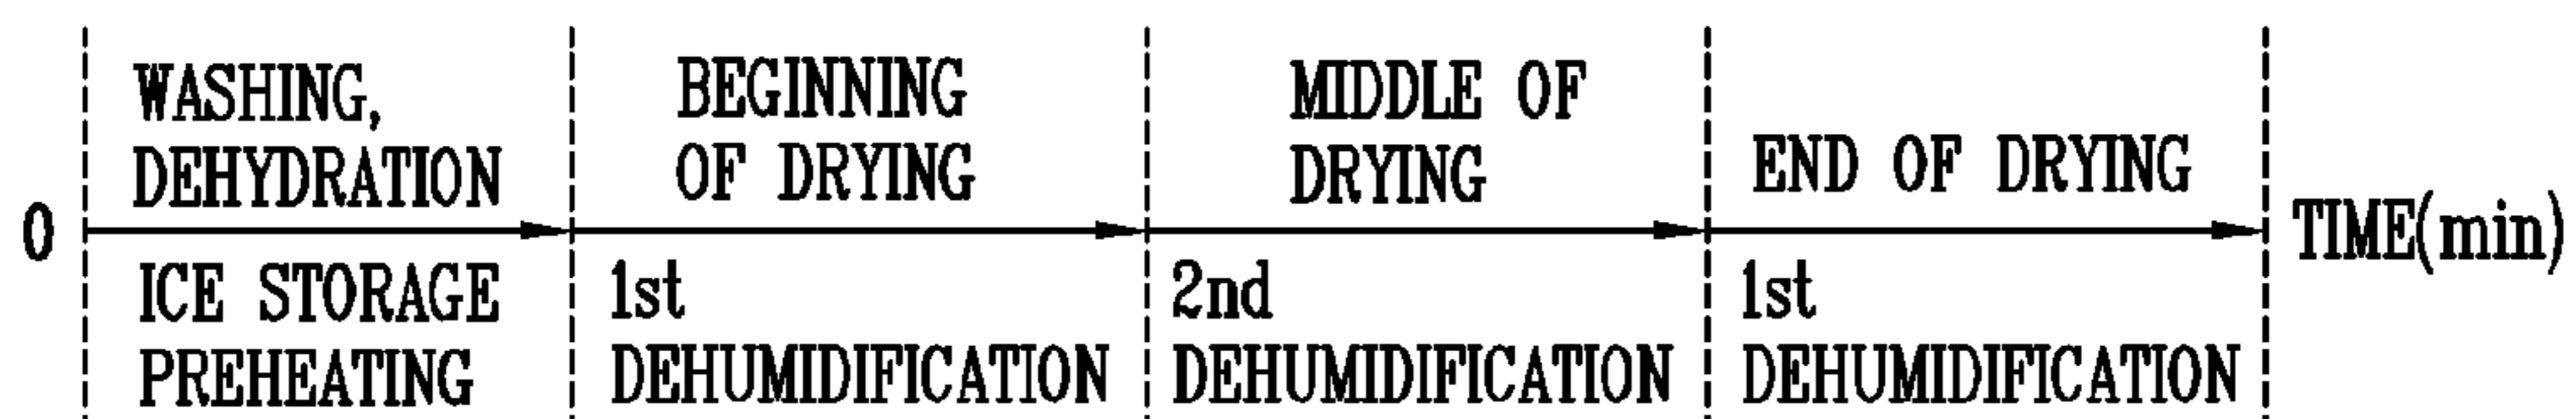 WASHING,
DEHYDRATION
BEGINNING
OF DRYING
MIDDLE OF
DRYING
END OF DRYING
0
TIME(min)
ICE STORAGE
PREHEATING
1st
DEHUMIDIFICATION
2nd
DEHUMIDIFICATION
1st
DEHUMIDIFICATION